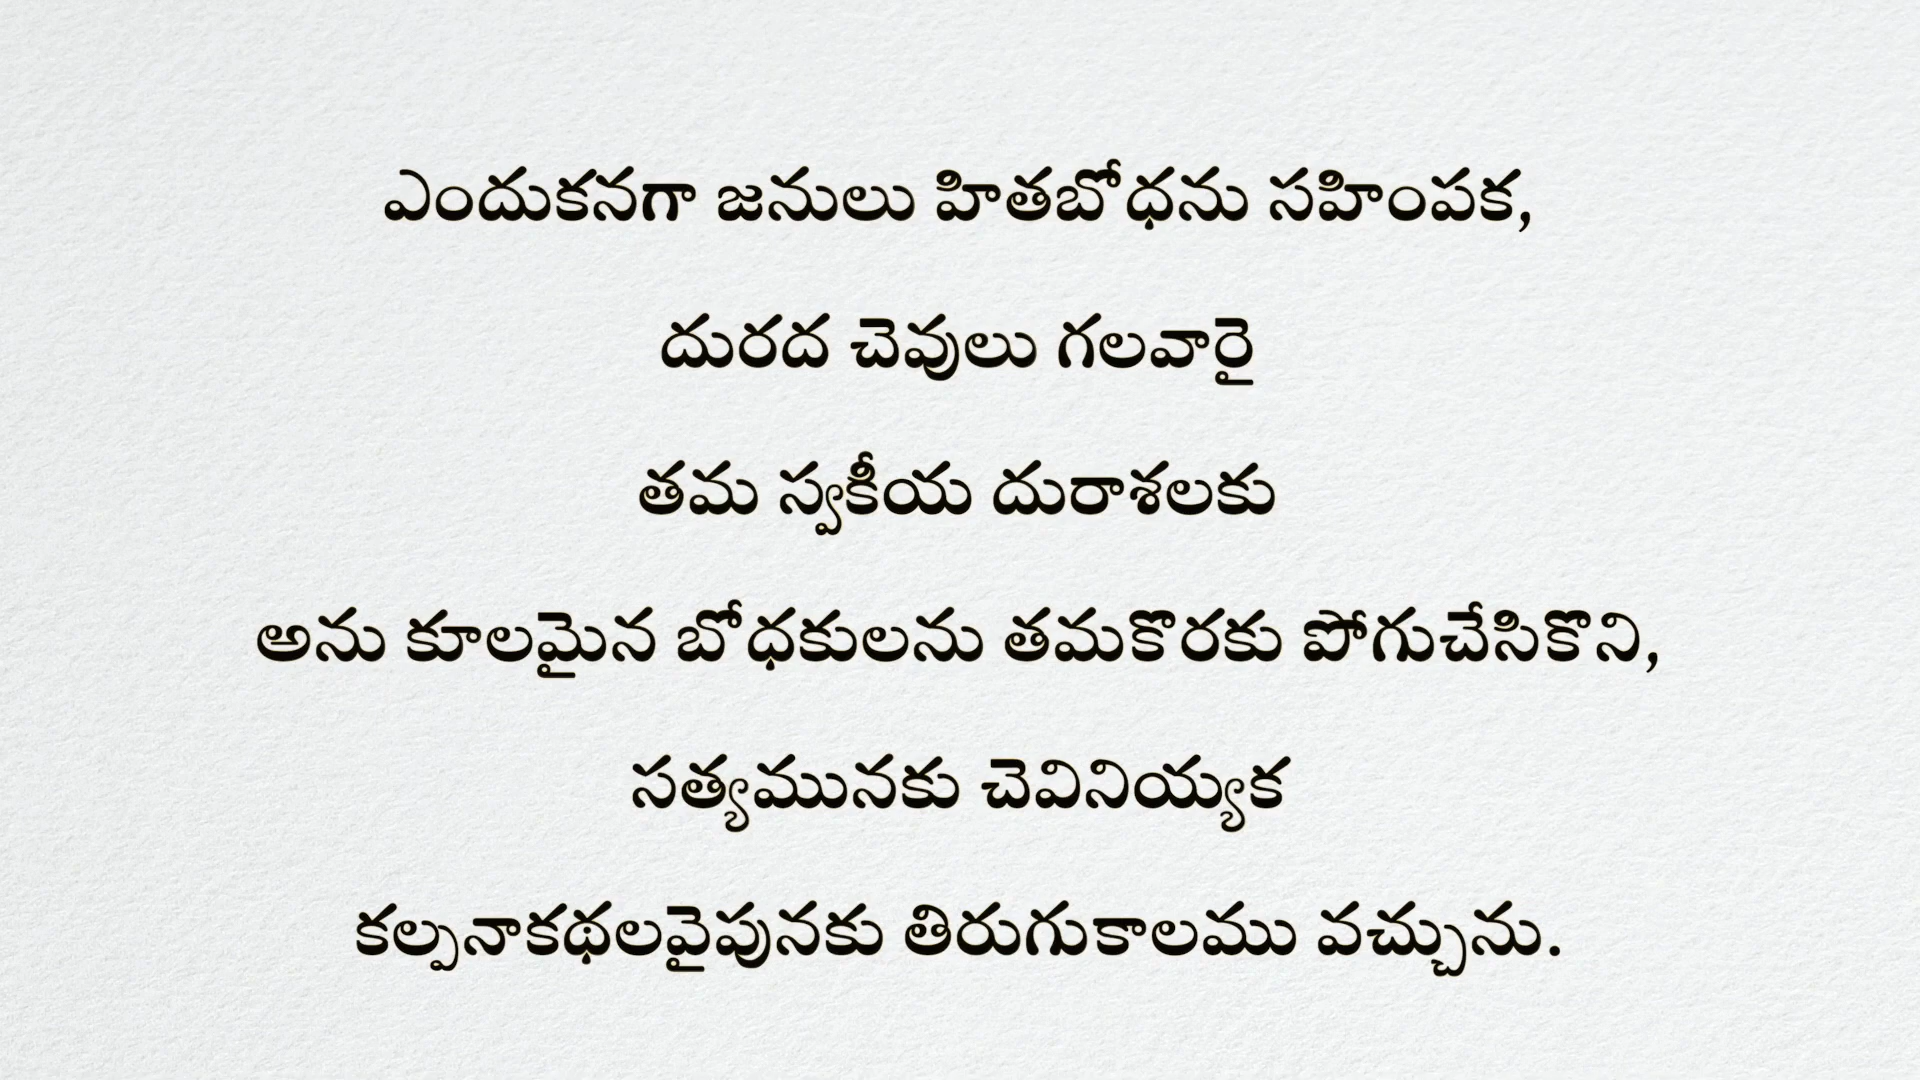 ఎందుకనగా జనులు హితబోధను సహింపక,
దురద చెవులు గలవారై
తమ స్వకీయ దురాశలకు
అను కూలమైన బోధకులను తమకొరకు పోగుచేసికొని,
సత్యమునకు చెవినియ్యక
కల్పనాకథలవైపునకు తిరుగుకాలము వచ్చును.